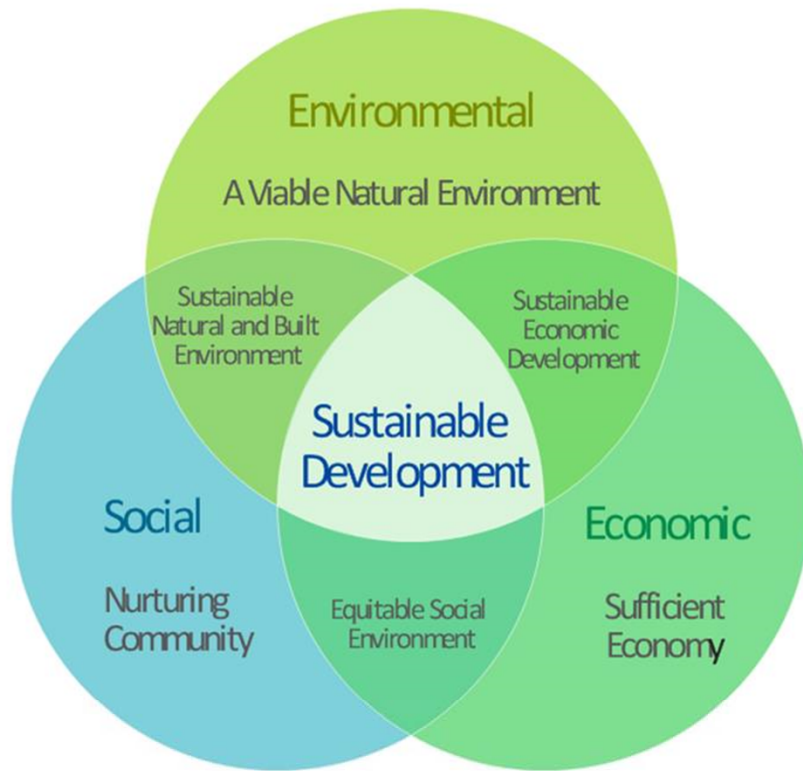 Environmental
A Viable Natural Environment
Sustainable
Natural and Built
Environment
Sustainable
Economic
Development
Sustainable
Development
Social
Nurturing
Community
Equitable Social
Environment
Economic
Sufficient
Economy